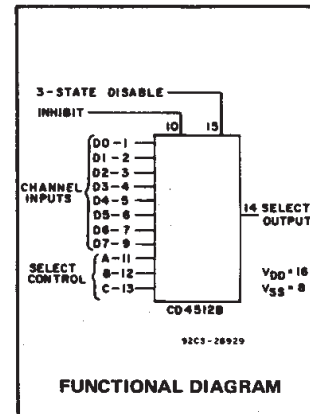 3-STATE DISABLE
INHIBIT
10 15
D0-1
D1-2
D2-3
D3-4
D4-5
D5-6
D6-7
D7-9
CHANNEL
INPUTS
A-11
B-12
C-13
SELECT
CONTROL
14 SELECT
OUTPUT
VDD=16
VSS=8
CD4512B
92CS-28929
FUNCTIONAL DIAGRAM